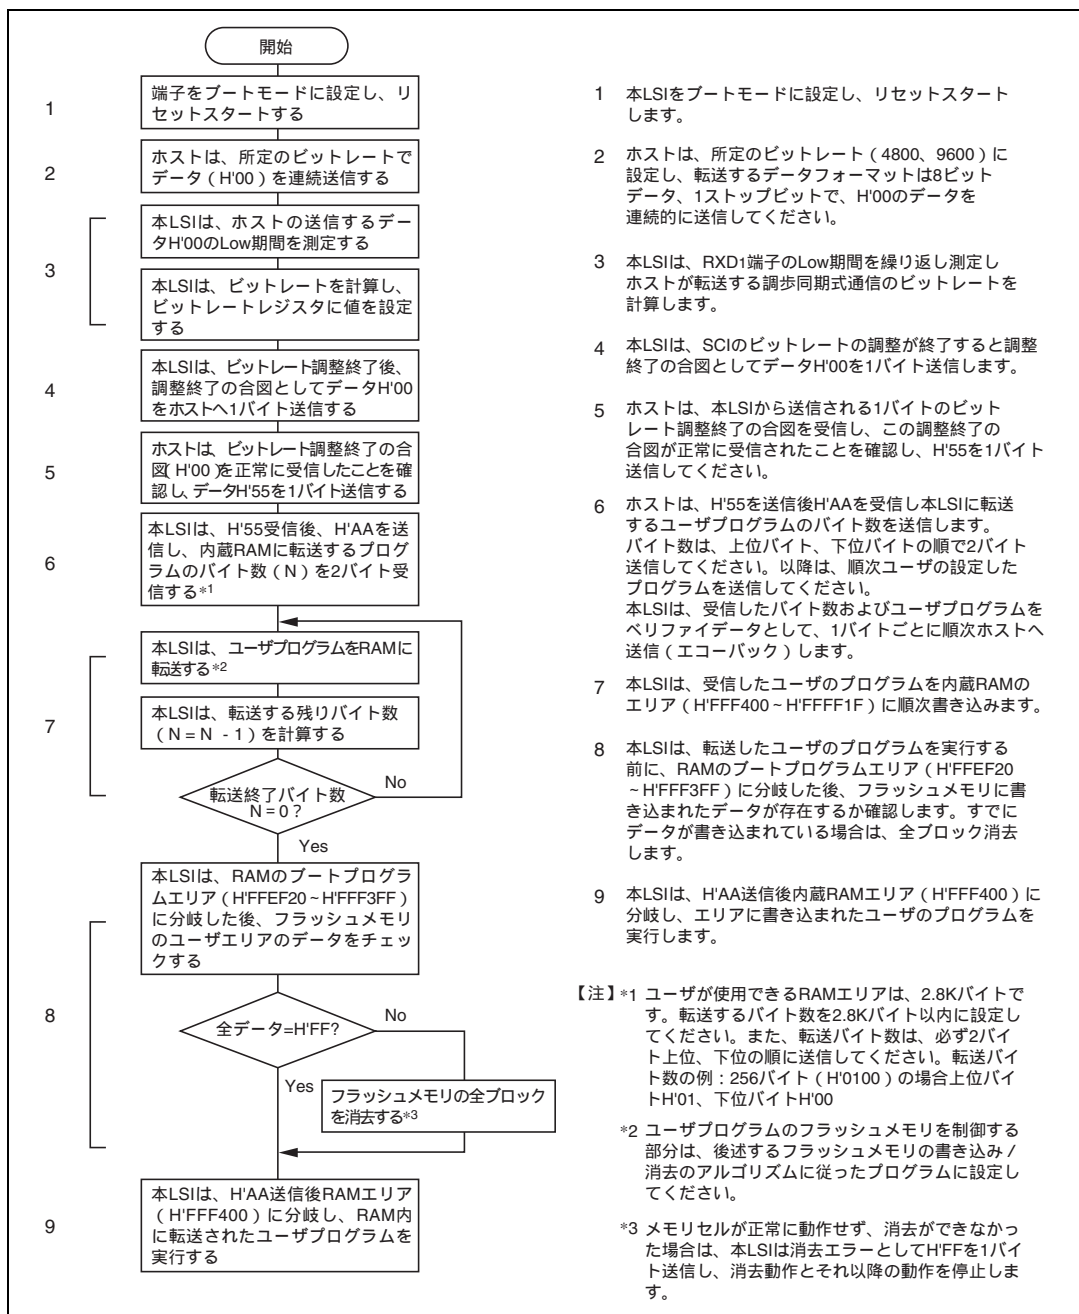 開始
1
端子をブートモードに設定し、リ
セットスタートする
2
ホストは、所定のビットレートで
データ（H'00）を連続送信する
3
本LSIは、ホストの送信するデー
タH'00のLow期間を測定する
本LSIは、ビットレートを計算し、
ビットレートレジスタに値を設定
する
4
本LSIは、ビットレート調整終了後、
調整終了の合図としてデータH'00
をホストへ1バイト送信する
5
ホストは、ビットレート調整終了の合
図（H'00）を正常に受信したことを確
認し、データH'55を1バイト送信する
6
本LSIは、H'55受信後、H'AAを送
信し、内蔵RAMに転送するプログ
ラムのバイト数（N）を2バイト受
信する*1
7
本LSIは、ユーザプログラムをRAMに
転送する*2
本LSIは、転送する残りバイト数
（N＝N - 1）を計算する
転送終了バイト数
N＝0？
No
Yes
8
本LSIは、RAMのブートプログラ
ムエリア（H'FFEF20～H'FFF3FF）
に分岐した後、フラッシュメモリ
のユーザエリアのデータをチェッ
クする
全データ=H'FF?
No
Yes
フラッシュメモリの全ブロック
を消去する*3
9
本LSIは、H'AA送信後RAMエリア
（H'FFF400）に分岐し、RAM内
に転送されたユーザプログラムを
実行する
1 本LSIをブートモードに設定し、リセットスタート
します。
2 ホストは、所定のビットレート（4800、9600）に
設定し、転送するデータフォーマットは8ビット
データ、1ストップビットで、H'00のデータを
連続的に送信してください。
3 本LSIは、RXD1端子のLow期間を繰り返し測定し
ホストが転送する調歩同期式通信のビットレートを
計算します。
4 本LSIは、SCIのビットレートの調整が終了すると調整
終了の合図としてデータH'00を1バイト送信します。
5 ホストは、本LSIから送信される1バイトのビット
レート調整終了の合図を受信し、この調整終了の
合図が正常に受信されたことを確認し、H'55を1バイト
送信してください。
6 ホストは、H'55を送信後H'AAを受信し本LSIに転送
するユーザプログラムのバイト数を送信します。
バイト数は、上位バイト、下位バイトの順で2バイト
送信してください。以降は、順次ユーザの設定した
プログラムを送信してください。
本LSIは、受信したバイト数およびユーザプログラムを
ベリファイデータとして、1バイトごとに順次ホストへ
送信（エコーバック）します。
7 本LSIは、受信したユーザのプログラムを内蔵RAMの
エリア（H'FFF400～H'FFFF1F）に順次書き込みます。
8 本LSIは、転送したユーザのプログラムを実行する
前に、RAMのブートプログラムエリア（H'FFEF20
～H'FFF3FF）に分岐した後、フラッシュメモリに書
き込まれたデータが存在するか確認します。すでに
データが書き込まれている場合は、全ブロック消去
します。
9 本LSIは、H'AA送信後内蔵RAMエリア（H'FFF400）に
分岐し、エリアに書き込まれたユーザのプログラムを
実行します。
【注】*1 ユーザが使用できるRAMエリアは、2.8Kバイトで
す。転送するバイト数を2.8Kバイト以内に設定し
てください。また、転送バイト数は、必ず2バイ
ト上位、下位の順に送信してください。転送バイ
ト数の例：256バイト（H'0100）の場合上位バイ
トH'01、下位バイトH'00
*2 ユーザプログラムのフラッシュメモリを制御する
部分は、後述するフラッシュメモリの書き込み／
消去のアルゴリズムに従ったプログラムに設定し
てください。
*3 メモリセルが正常に動作せず、消去ができなかっ
た場合は、本LSIは消去エラーとしてH'FFを1バイ
ト送信し、消去動作とそれ以降の動作を停止しま
す。